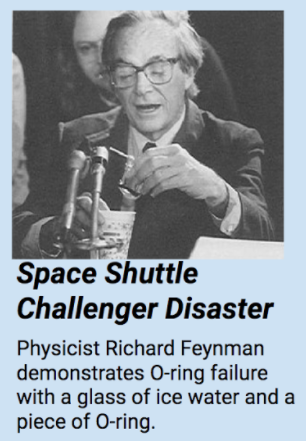 Space Shuttle
Challenger Disaster
Physicist Richard Feynman
demonstrates O-ring failure
with a glass of ice water and a
piece of O-ring.